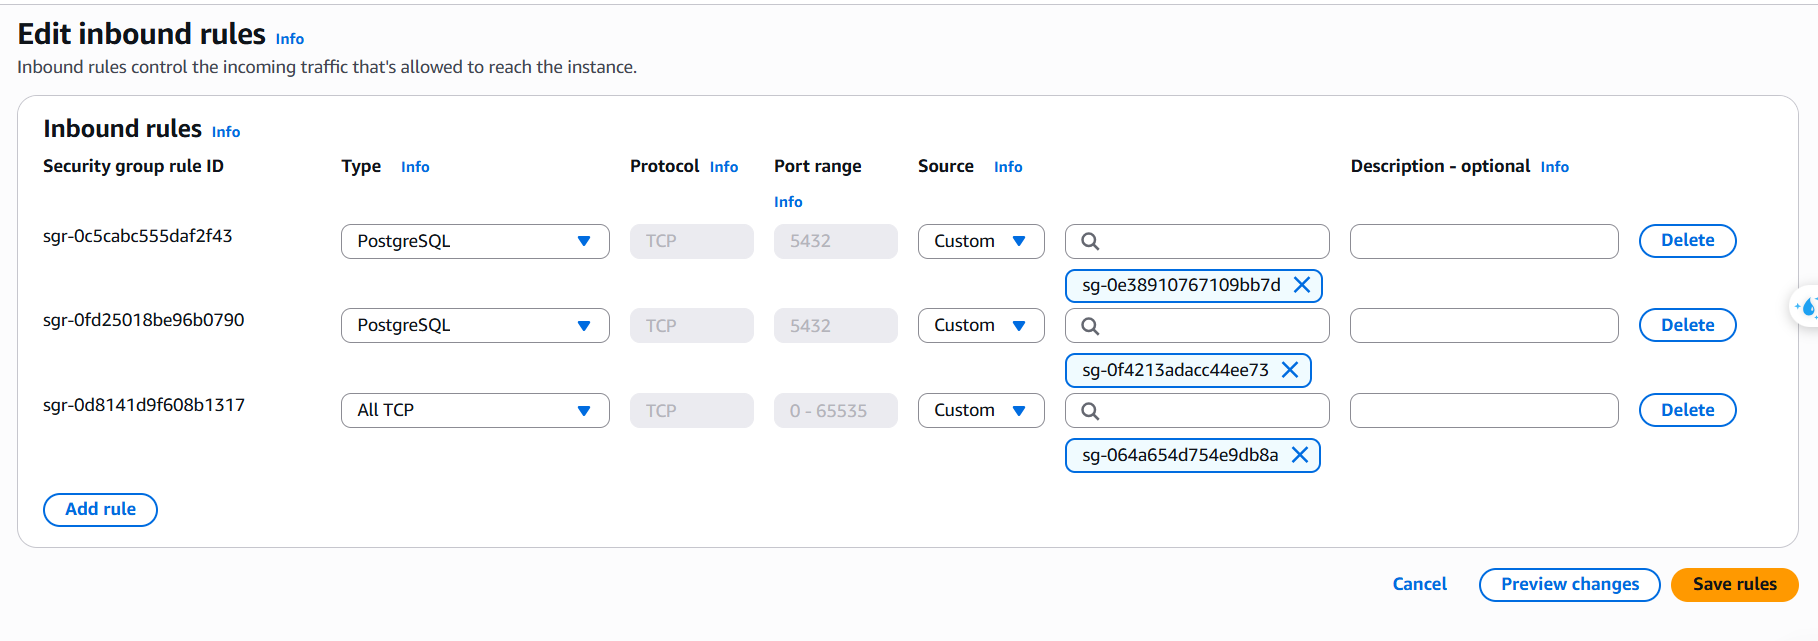 Edit inbound rules Info
Inbound rules control the incoming traffic that's allowed to reach the instance.
Inbound rules Info
Security group rule ID Type Info Protocol Info Port range Info Source Info Description - optional Info
sgr-0c5cabc555daf2f43 PostgreSQL TCP 5432 Custom Delete
sg-0e38910767109bb7d
sgr-0fd25018be96b0790 PostgreSQL TCP 5432 Custom Delete
sg-0f4213adacc44ee73
sgr-0d8141d9f608b1317 All TCP TCP 0 - 65535 Custom Delete
sg-064a654d754e9db8a
Add rule
Cancel Preview changes Save rules